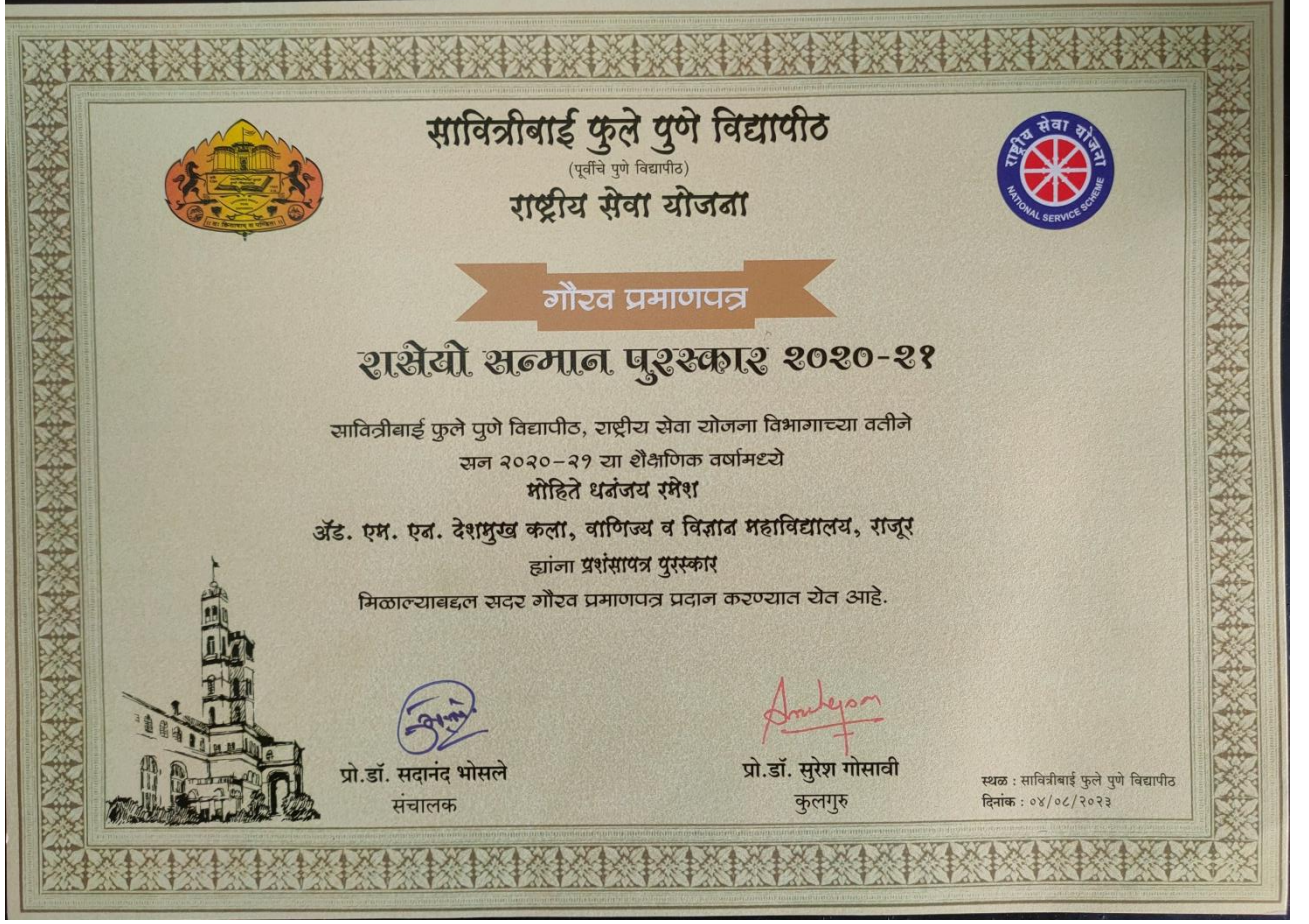 सावित्रीबाई फुले पुणे विद्यापीठ
(पूर्वीचे पुणे विद्यापीठ)
राष्ट्रीय सेवा योजना
राष्ट्रीय सेवा योजना
NATIONAL SERVICE SCHEME
गौरव प्रमाणपत्र
रासेयो सन्मान पुरस्कार २०२०-२१
सावित्रीबाई फुले पुणे विद्यापीठ, राष्ट्रीय सेवा योजना विभागाच्या वतीने
सन २०२०-२१ या शैक्षणिक वर्षामध्ये
मोहिते धनंजय रमेश
ॲड. एम. एन. देशमुख कला, वाणिज्य व विज्ञान महाविद्यालय, राजूर
ह्यांना प्रशंसापत्र पुरस्कार
मिळाल्याबद्दल सदर गौरव प्रमाणपत्र प्रदान करण्यात येत आहे.
प्रो.डॉ. सदानंद भोसले
संचालक
प्रो.डॉ. सुरेश गोसावी
कुलगुरु
स्थळ : सावित्रीबाई फुले पुणे विद्यापीठ
दिनांक : ०४/०८/२०२३